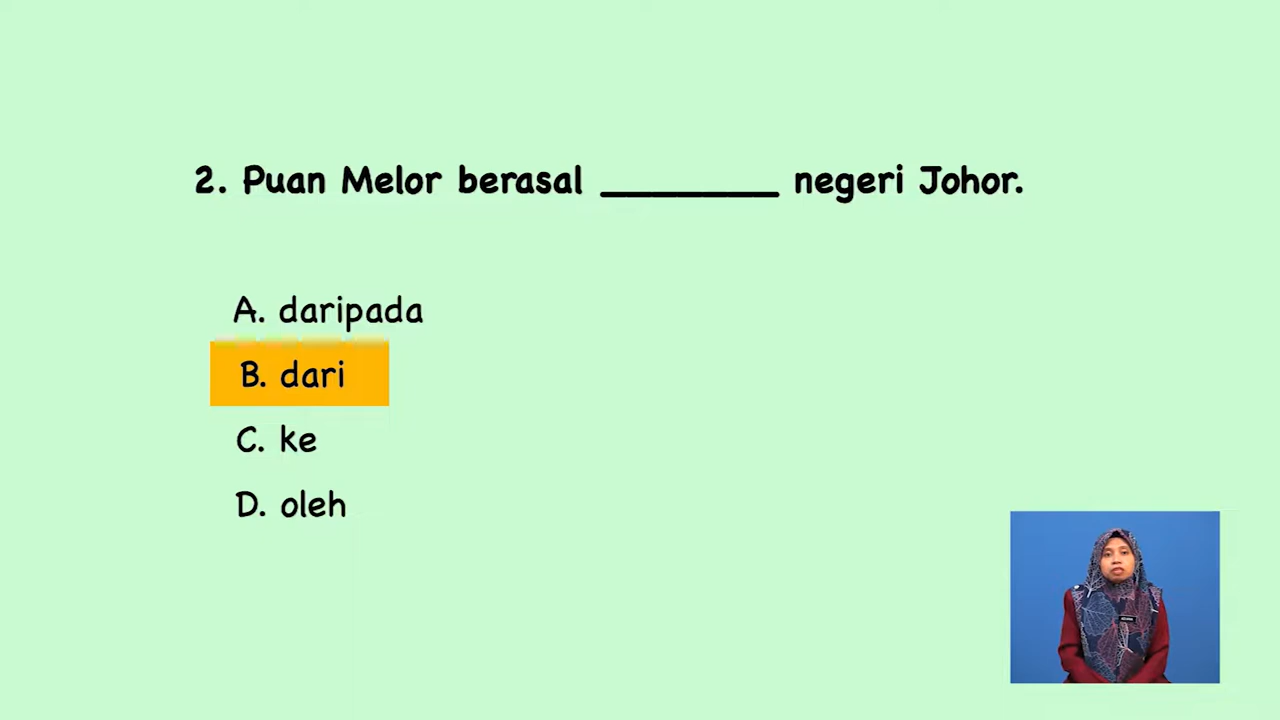 2. Puan Melor berasal ________ negeri Johor.
A. daripada
B. dari
C. ke
D. oleh